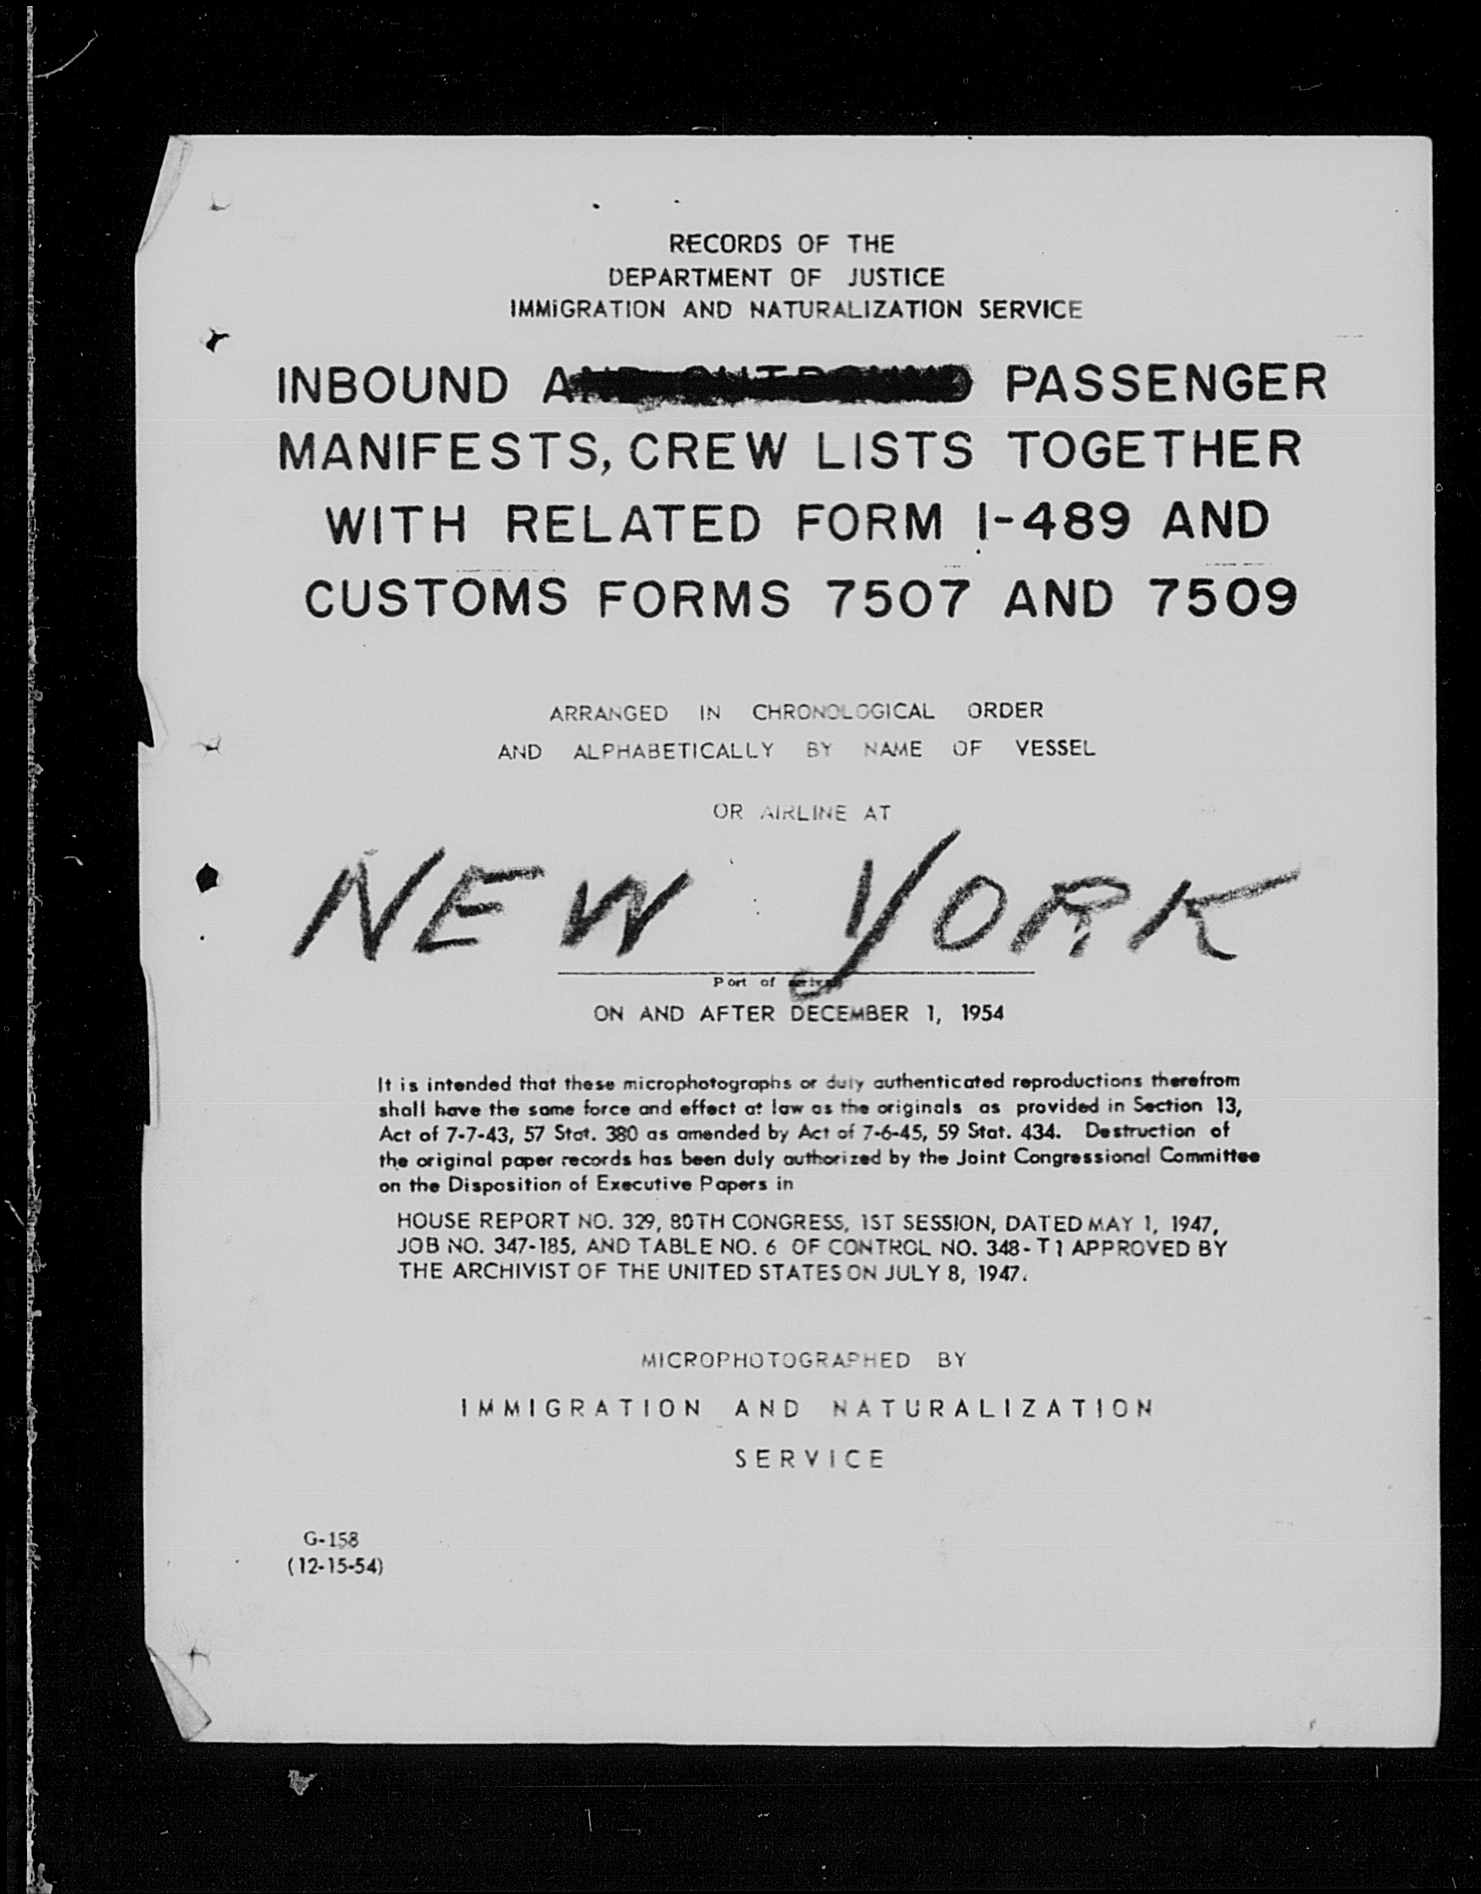 RECORDS OF THE
DEPARTMENT OF JUSTICE
IMMIGRATION AND NATURALIZATION SERVICE
INBOUND AND OUTBOUND PASSENGER
MANIFESTS, CREW LISTS TOGETHER
WITH RELATED FORM I-489 AND
CUSTOMS FORMS 7507 AND 7509
ARRANGED IN CHRONOLOGICAL ORDER
AND ALPHABETICALLY BY NAME OF VESSEL
OR AIRLINE AT
NEW YORK
Port of arrival
ON AND AFTER DECEMBER 1, 1954
It is intended that these microphotographs or duly authenticated reproductions therefrom
shall have the same force and effect at law as the originals as provided in Section 13,
Act of 7-7-43, 57 Stat. 380 as amended by Act of 7-6-45, 59 Stat. 434. Destruction of
the original paper records has been duly authorized by the Joint Congressional Committee
on the Disposition of Executive Papers in
HOUSE REPORT NO. 329, 80TH CONGRESS, 1ST SESSION, DATED MAY 1, 1947,
JOB NO. 347-185, AND TABLE NO. 6 OF CONTROL NO. 348-T1 APPROVED BY
THE ARCHIVIST OF THE UNITED STATES ON JULY 8, 1947.
MICROPHOTOGRAPHED BY
IMMIGRATION AND NATURALIZATION
SERVICE
G-158
(12-15-54)